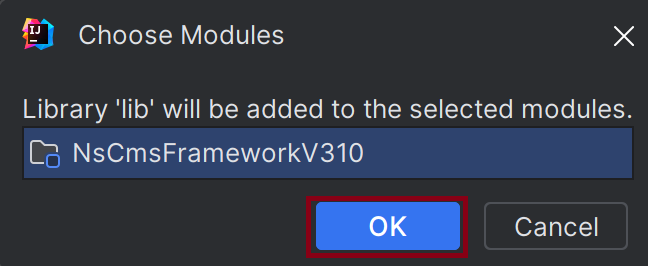 IJ
Choose Modules
Library 'lib' will be added to the selected modules.
NsCmsFrameworkV310
OK
Cancel